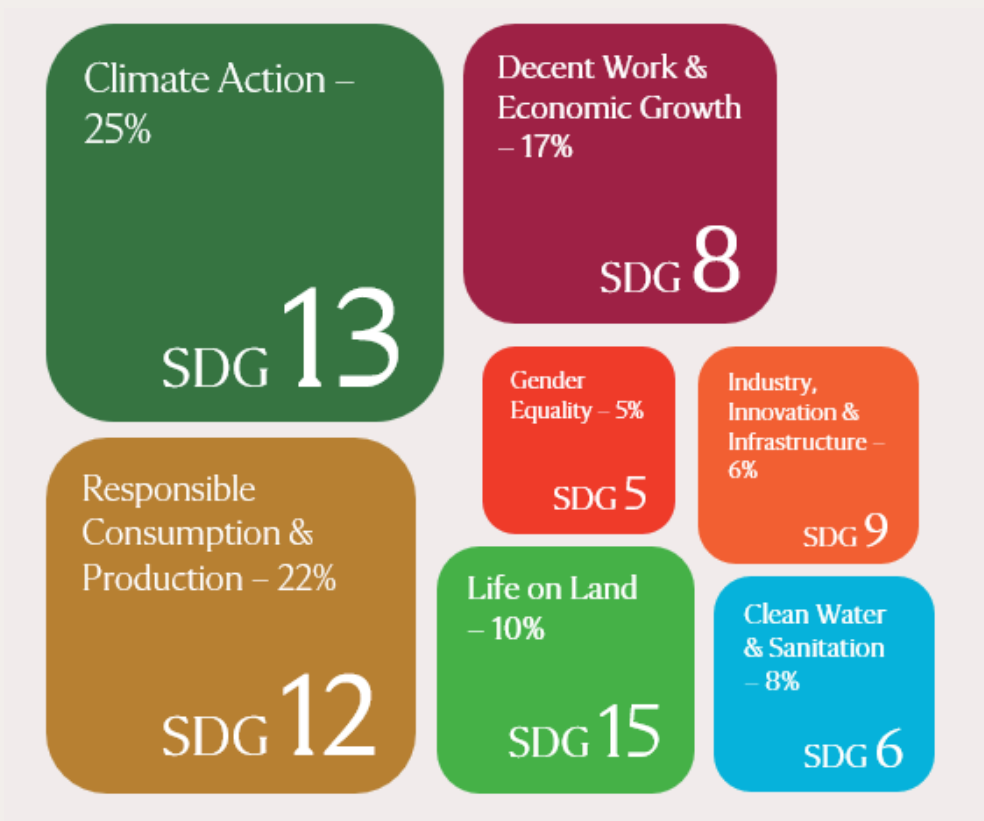 Climate Action –
25%
SDG 13
Decent Work &
Economic Growth
– 17%
SDG 8
Gender
Equality – 5%
SDG 5
Industry,
Innovation &
Infrastructure –
6%
SDG 9
Responsible
Consumption &
Production – 22%
SDG 12
Life on Land
– 10%
SDG 15
Clean Water
& Sanitation
– 8%
SDG 6